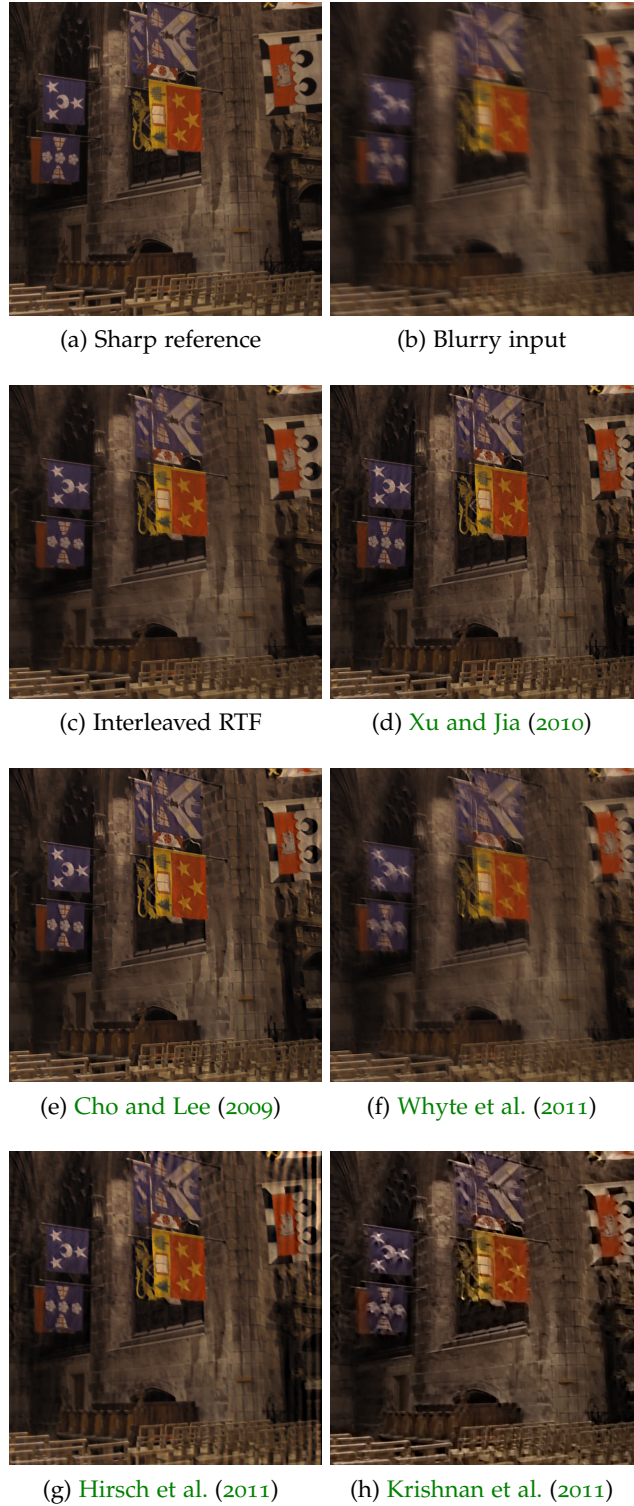 (a) Sharp reference
(b) Blurry input
(c) Interleaved RTF
(d) Xu and Jia (2010)
(e) Cho and Lee (2009)
(f) Whyte et al. (2011)
(g) Hirsch et al. (2011)
(h) Krishnan et al. (2011)